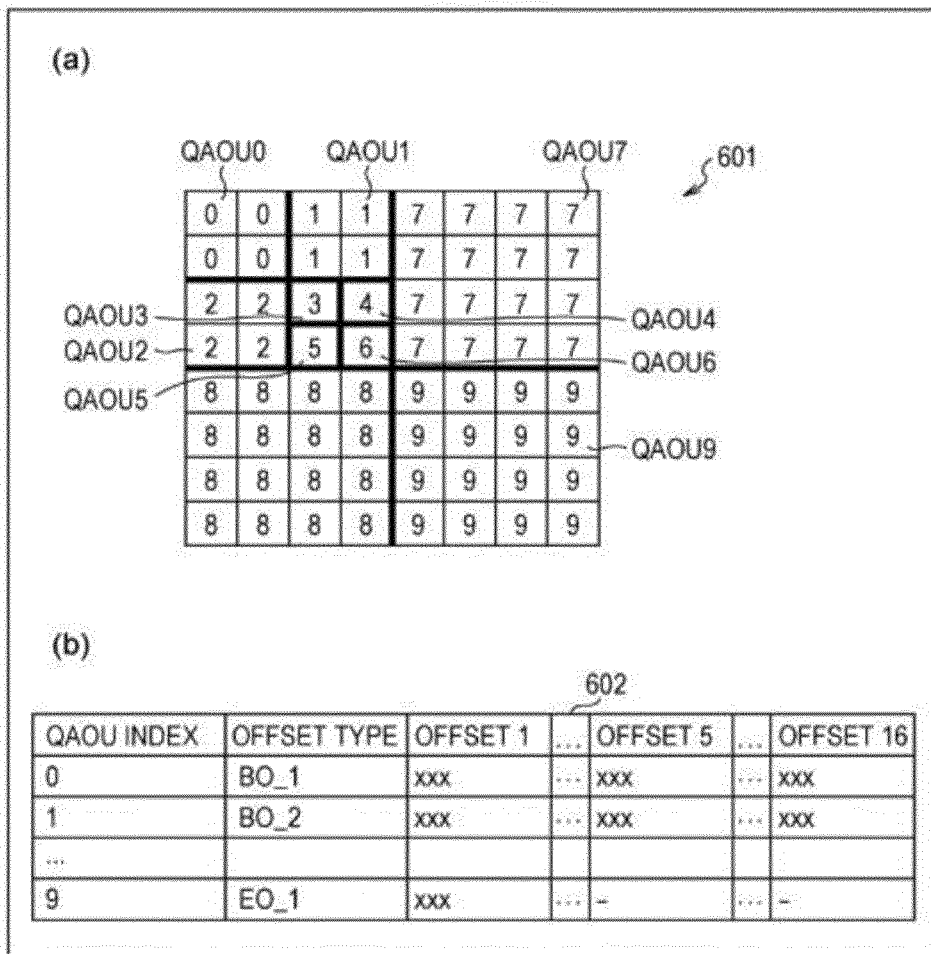 (a)
QAOU0 QAOU1 QAOU7 601
0 0 1 1 7 7 7 7
0 0 1 1 7 7 7 7
2 2 3 4 7 7 7 7
QAOU3 QAOU4
2 2 5 6 7 7 7 7
QAOU2 QAOU6
QAOU5
8 8 8 8 9 9 9 9
8 8 8 8 9 9 9 9
QAOU9
8 8 8 8 9 9 9 9
8 8 8 8 9 9 9 9
(b)
602
QAOU INDEX OFFSET TYPE OFFSET 1 ... OFFSET 5 ... OFFSET 16
0 BO_1 xxx ... xxx ... xxx
1 BO_2 xxx ... xxx ... xxx
...
9 EO_1 xxx ... – ... –